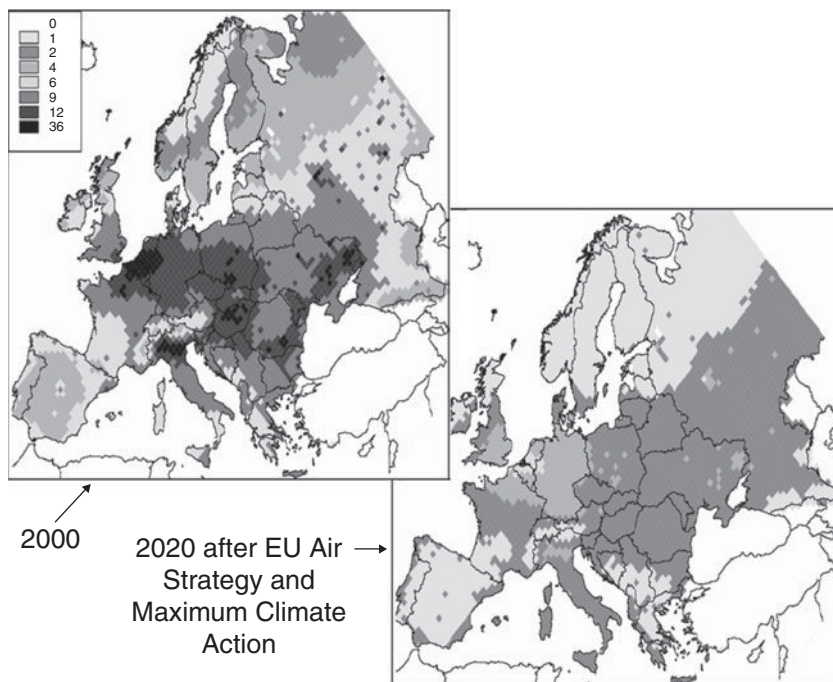 0
1
2
4
6
9
12
36
2000
2020 after EU Air
Strategy and
Maximum Climate
Action